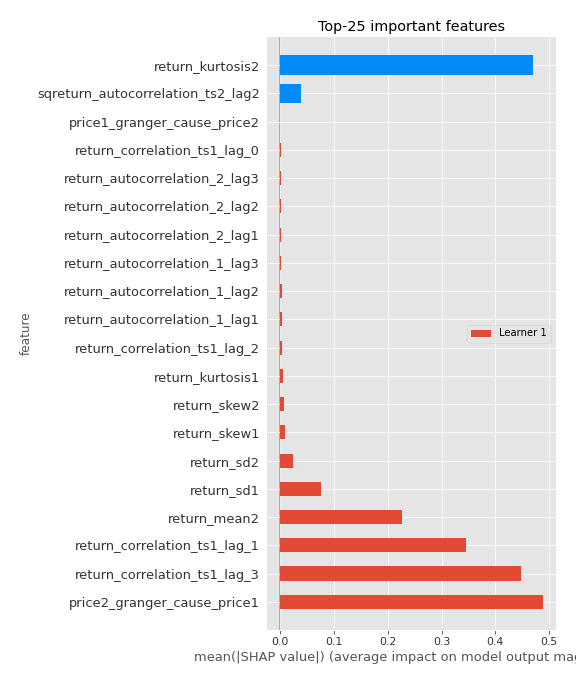 Top-25 important features
return_kurtosis2
sqreturn_autocorrelation_ts2_lag2
price1_granger_cause_price2
return_correlation_ts1_lag_0
return_autocorrelation_2_lag3
return_autocorrelation_2_lag2
return_autocorrelation_2_lag1
return_autocorrelation_1_lag3
return_autocorrelation_1_lag2
return_autocorrelation_1_lag1
return_correlation_ts1_lag_2
return_kurtosis1
return_skew2
return_skew1
return_sd2
return_sd1
return_mean2
return_correlation_ts1_lag_1
return_correlation_ts1_lag_3
price2_granger_cause_price1
feature
Learner 1
0.0 0.1 0.2 0.3 0.4 0.5
mean(|SHAP value|) (average impact on model output mag